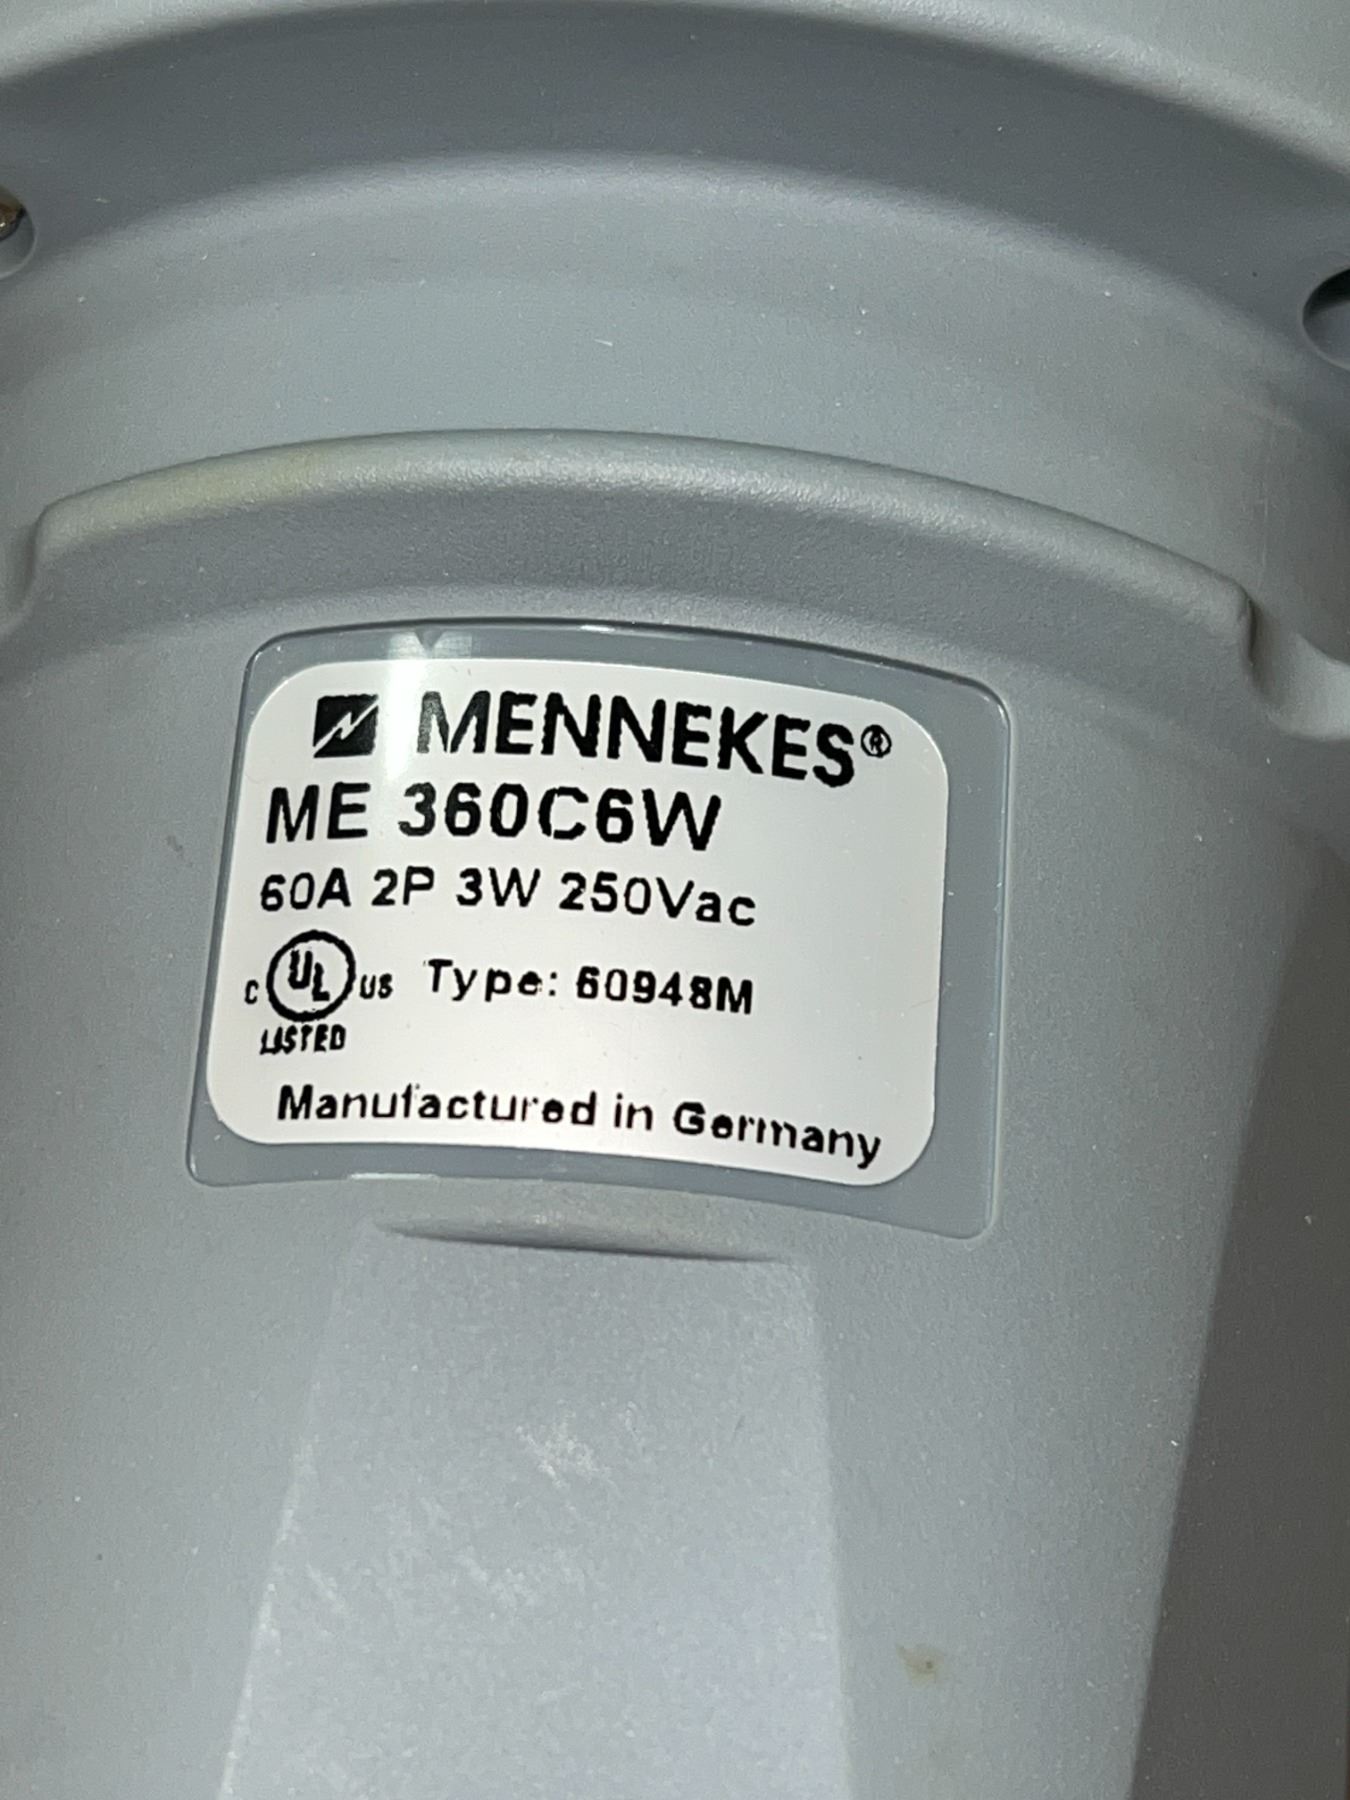 MENNEKES®
ME 360C6W
60A 2P 3W 250Vac
C UL US Type: 60948M
LISTED
Manufactured in Germany